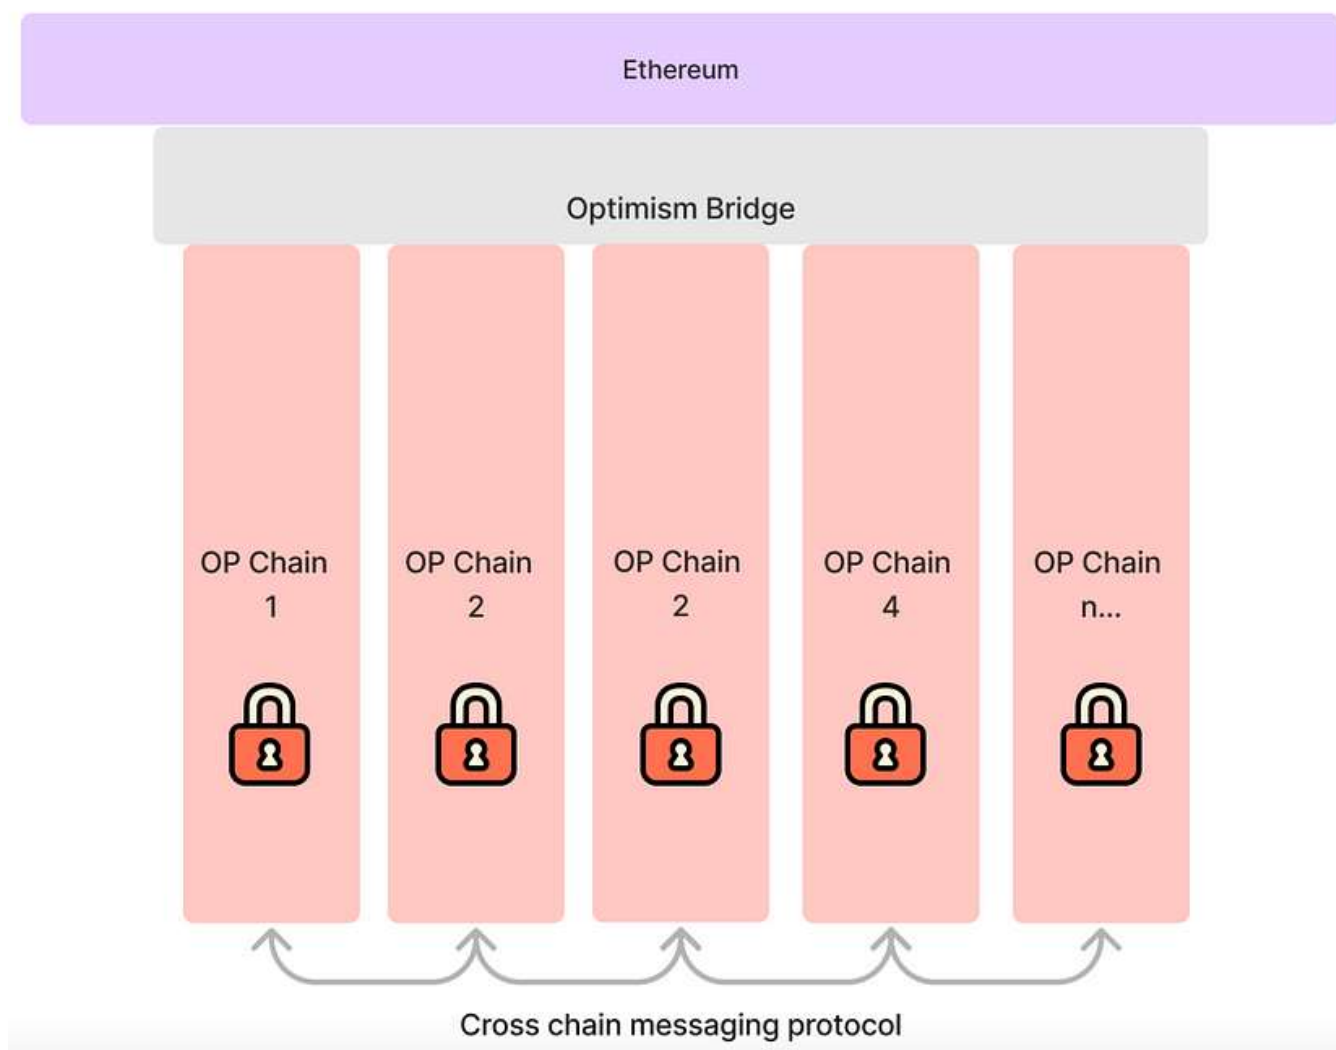 Ethereum
Optimism Bridge
OP Chain
1
OP Chain
2
OP Chain
2
OP Chain
4
OP Chain
n...
Cross chain messaging protocol